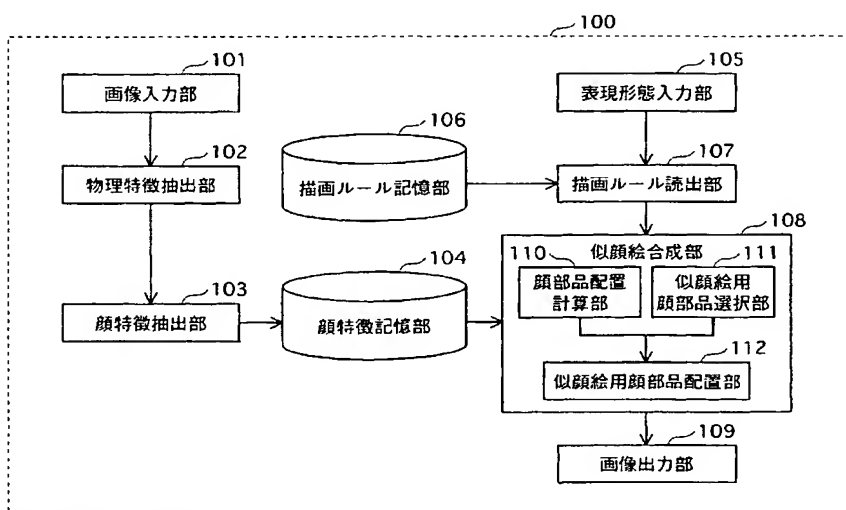 100
101
画像入力部
105
表現形態入力部
106
描画ルール記憶部
102
物理特徴抽出部
107
描画ルール読出部
108
似顔絵合成部
110
顔部品配置
計算部
111
似顔絵用
顔部品選択部
103
顔特徴抽出部
104
顔特徴記憶部
112
似顔絵用顔部品配置部
109
画像出力部